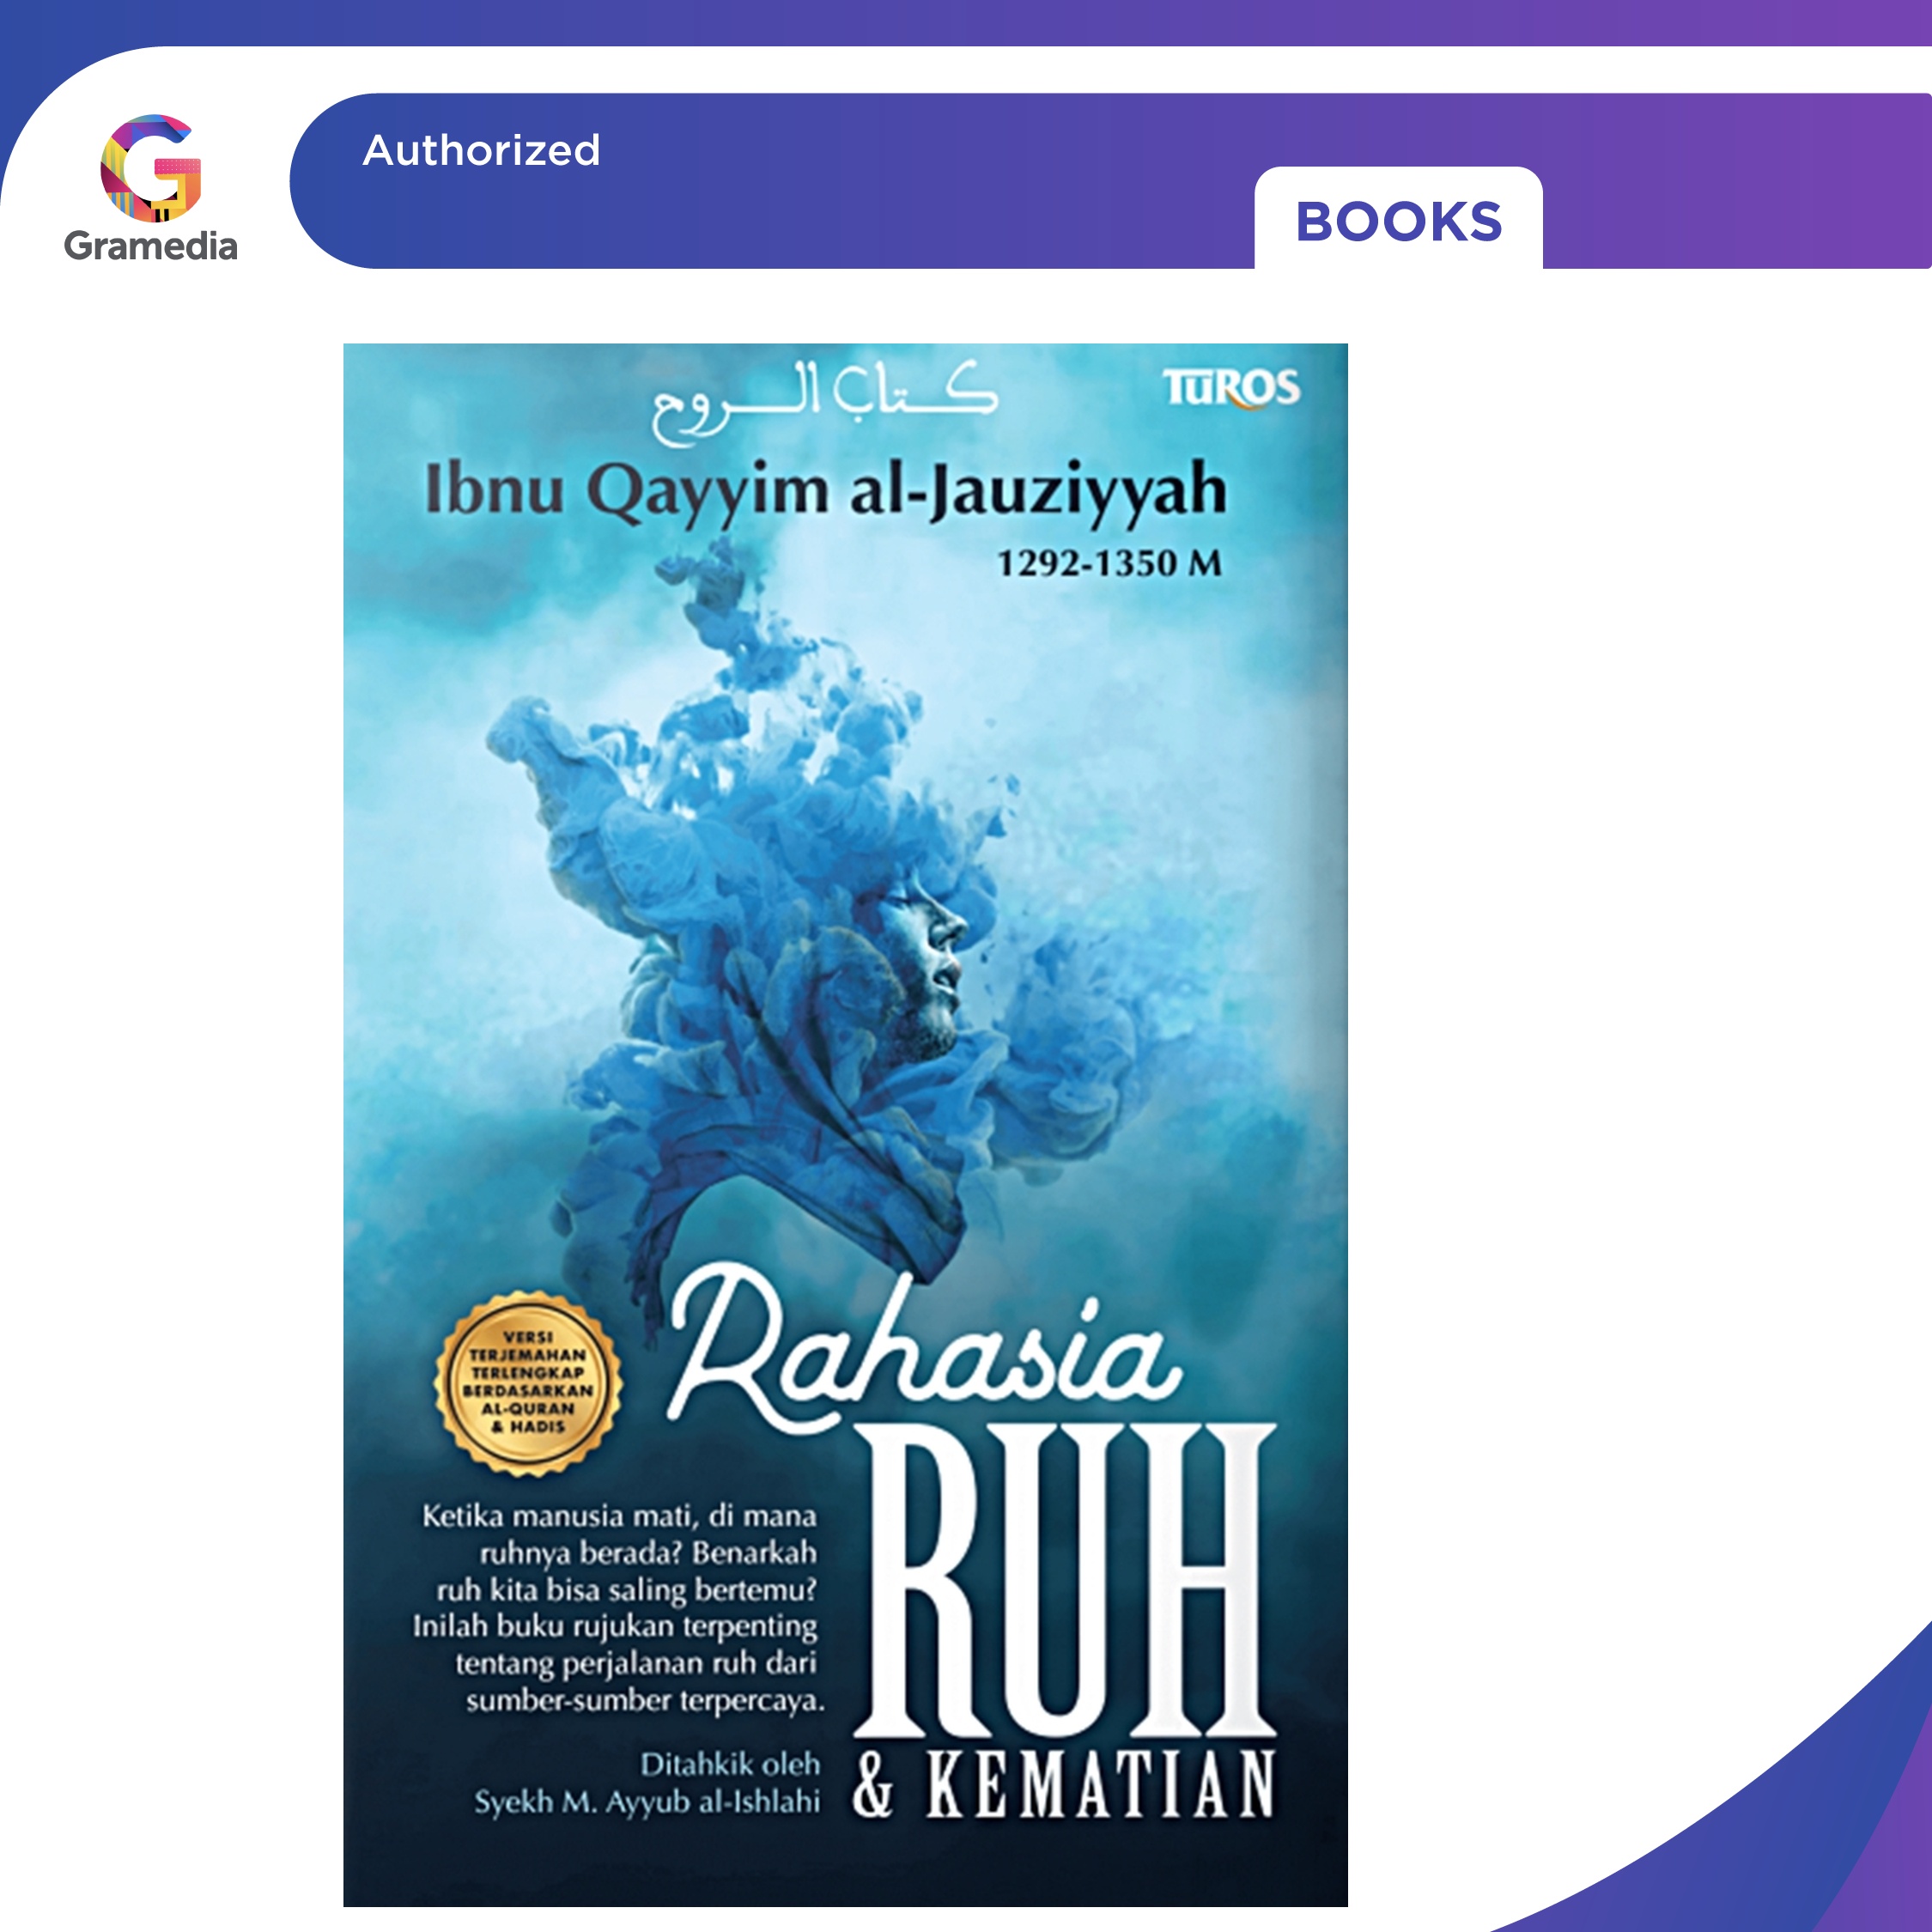 Gramedia
Authorized
BOOKS
كتاب الروح
TUROS
Ibnu Qayyim al-Jauziyyah
1292-1350 M
Rahasia
RUH
& KEMATIAN
VERSI
TERJEMAHAN
TERLENGKAP
BERDASARKAN
AL-QURAN
& HADIS
Ketika manusia mati, di mana
ruhnya berada? Benarkah
ruh kita bisa saling bertemu?
Inilah buku rujukan terpenting
tentang perjalanan ruh dari
sumber-sumber terpercaya.
Ditahkik oleh
Syekh M. Ayyub al-Ishlahi